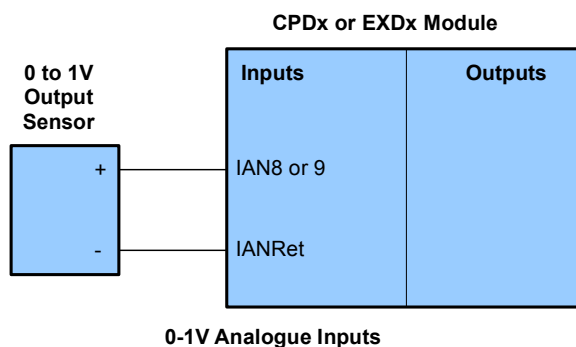 CPDx or EXDx Module
0 to 1V
Output
Sensor
Inputs
Outputs
+
IAN8 or 9
-
IANRet
0-1V Analogue Inputs